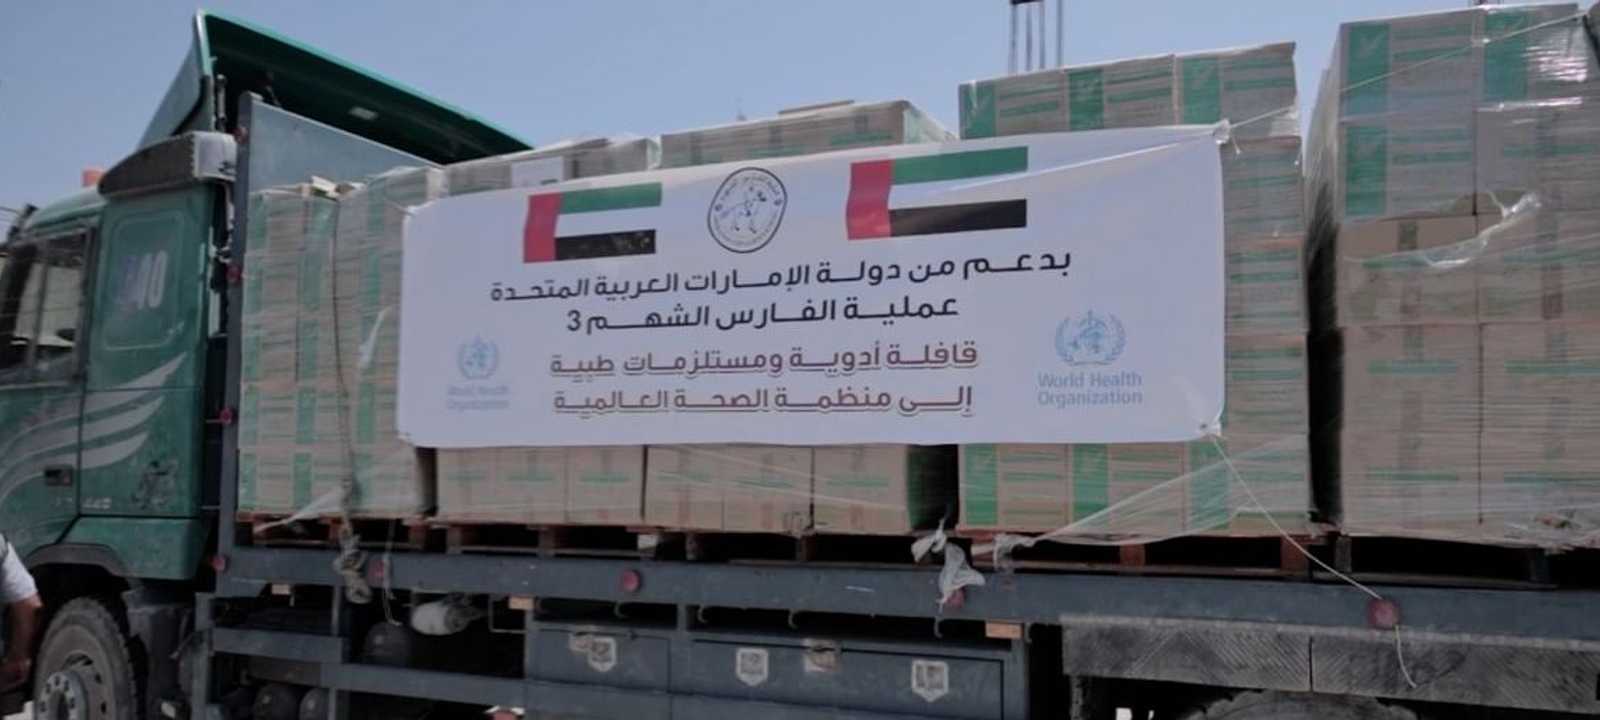 بدعم من دولة الإمارات العربية المتحدة
عملية الفارس الشهم 3
قافلة أدوية ومستلزمات طبية
إلى منظمة الصحة العالمية
World Health
Organization
World Health
Organization
440